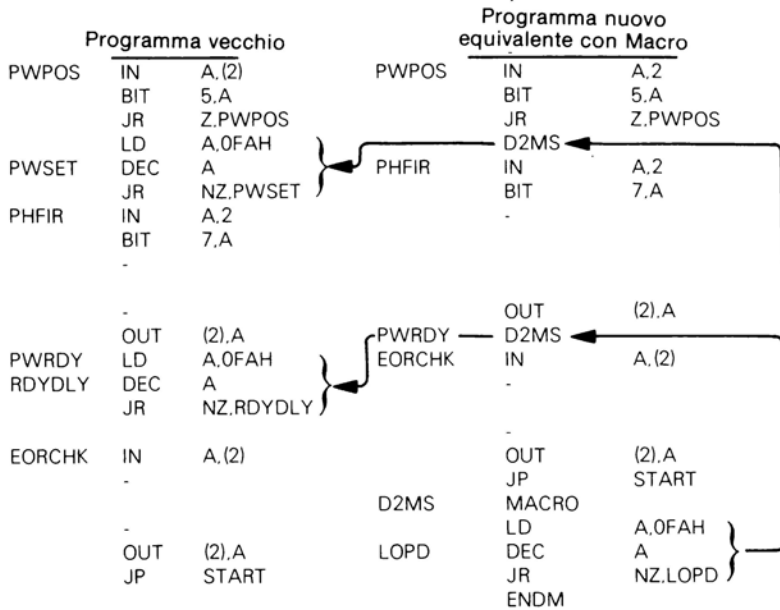 Programma vecchio
PWPOS IN A,(2)
BIT 5,A
JR Z,PWPOS
LD A,0FAH
PWSET DEC A
JR NZ,PWSET
PHFIR IN A,2
BIT 7,A
-
-
OUT (2),A
PWRDY LD A,0FAH
RDYDLY DEC A
JR NZ,RDYDLY
EORCHK IN A,(2)
-
-
OUT (2),A
JP START
Programma nuovo
equivalente con Macro
PWPOS IN A,2
BIT 5,A
JR Z,PWPOS
D2MS
PHFIR IN A,2
BIT 7,A
-
OUT (2),A
PWRDY D2MS
EORCHK IN A,(2)
-
-
OUT (2),A
JP START
D2MS MACRO
LD A,0FAH
LOPD DEC A
JR NZ,LOPD
ENDM